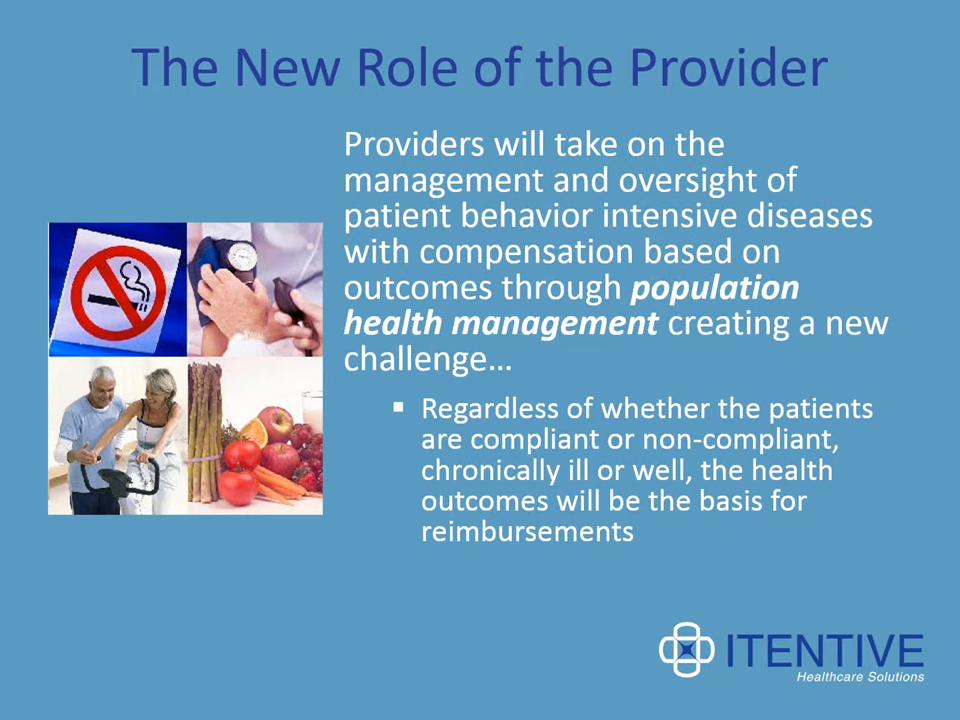 The New Role of the Provider
Providers will take on the
management and oversight of
patient behavior intensive diseases
with compensation based on
outcomes through population
health management creating a new
challenge…
▪ Regardless of whether the patients
are compliant or non-compliant,
chronically ill or well, the health
outcomes will be the basis for
reimbursements
ITENTIVE
Healthcare Solutions